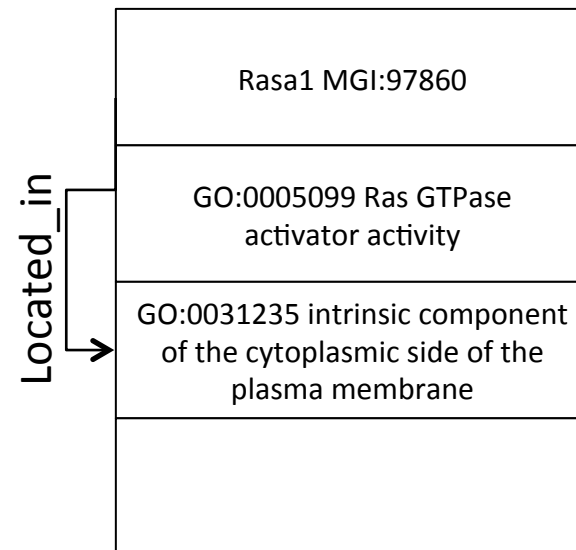 Rasa1 MGI:97860
Located_in
GO:0005099 Ras GTPase
activator activity
GO:0031235 intrinsic component
of the cytoplasmic side of the
plasma membrane